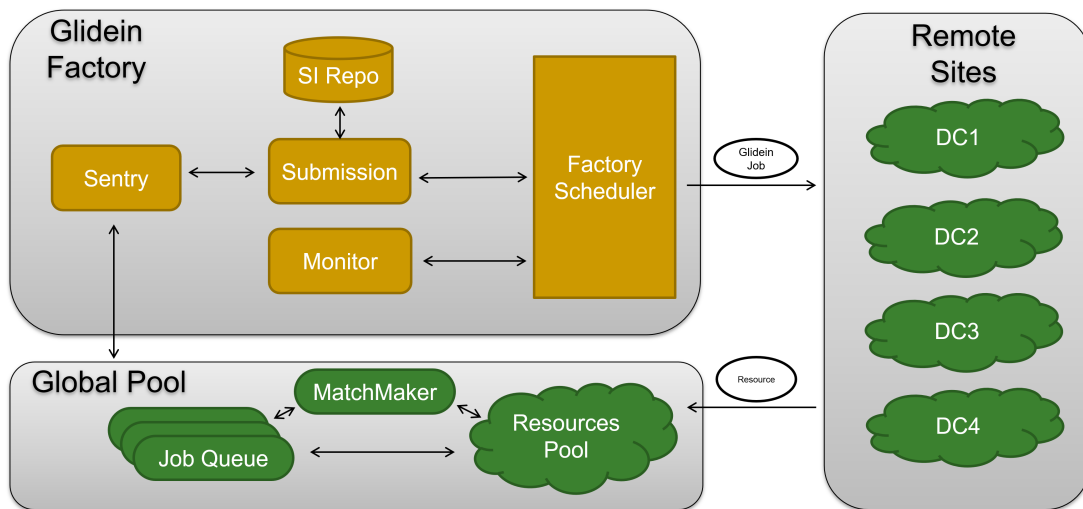 Glidein
Factory
SI Repo
Sentry
Submission
Monitor
Factory
Scheduler
Glidein
Job
Remote
Sites
DC1
DC2
DC3
DC4
Global Pool
MatchMaker
Job Queue
Resources
Pool
Resource